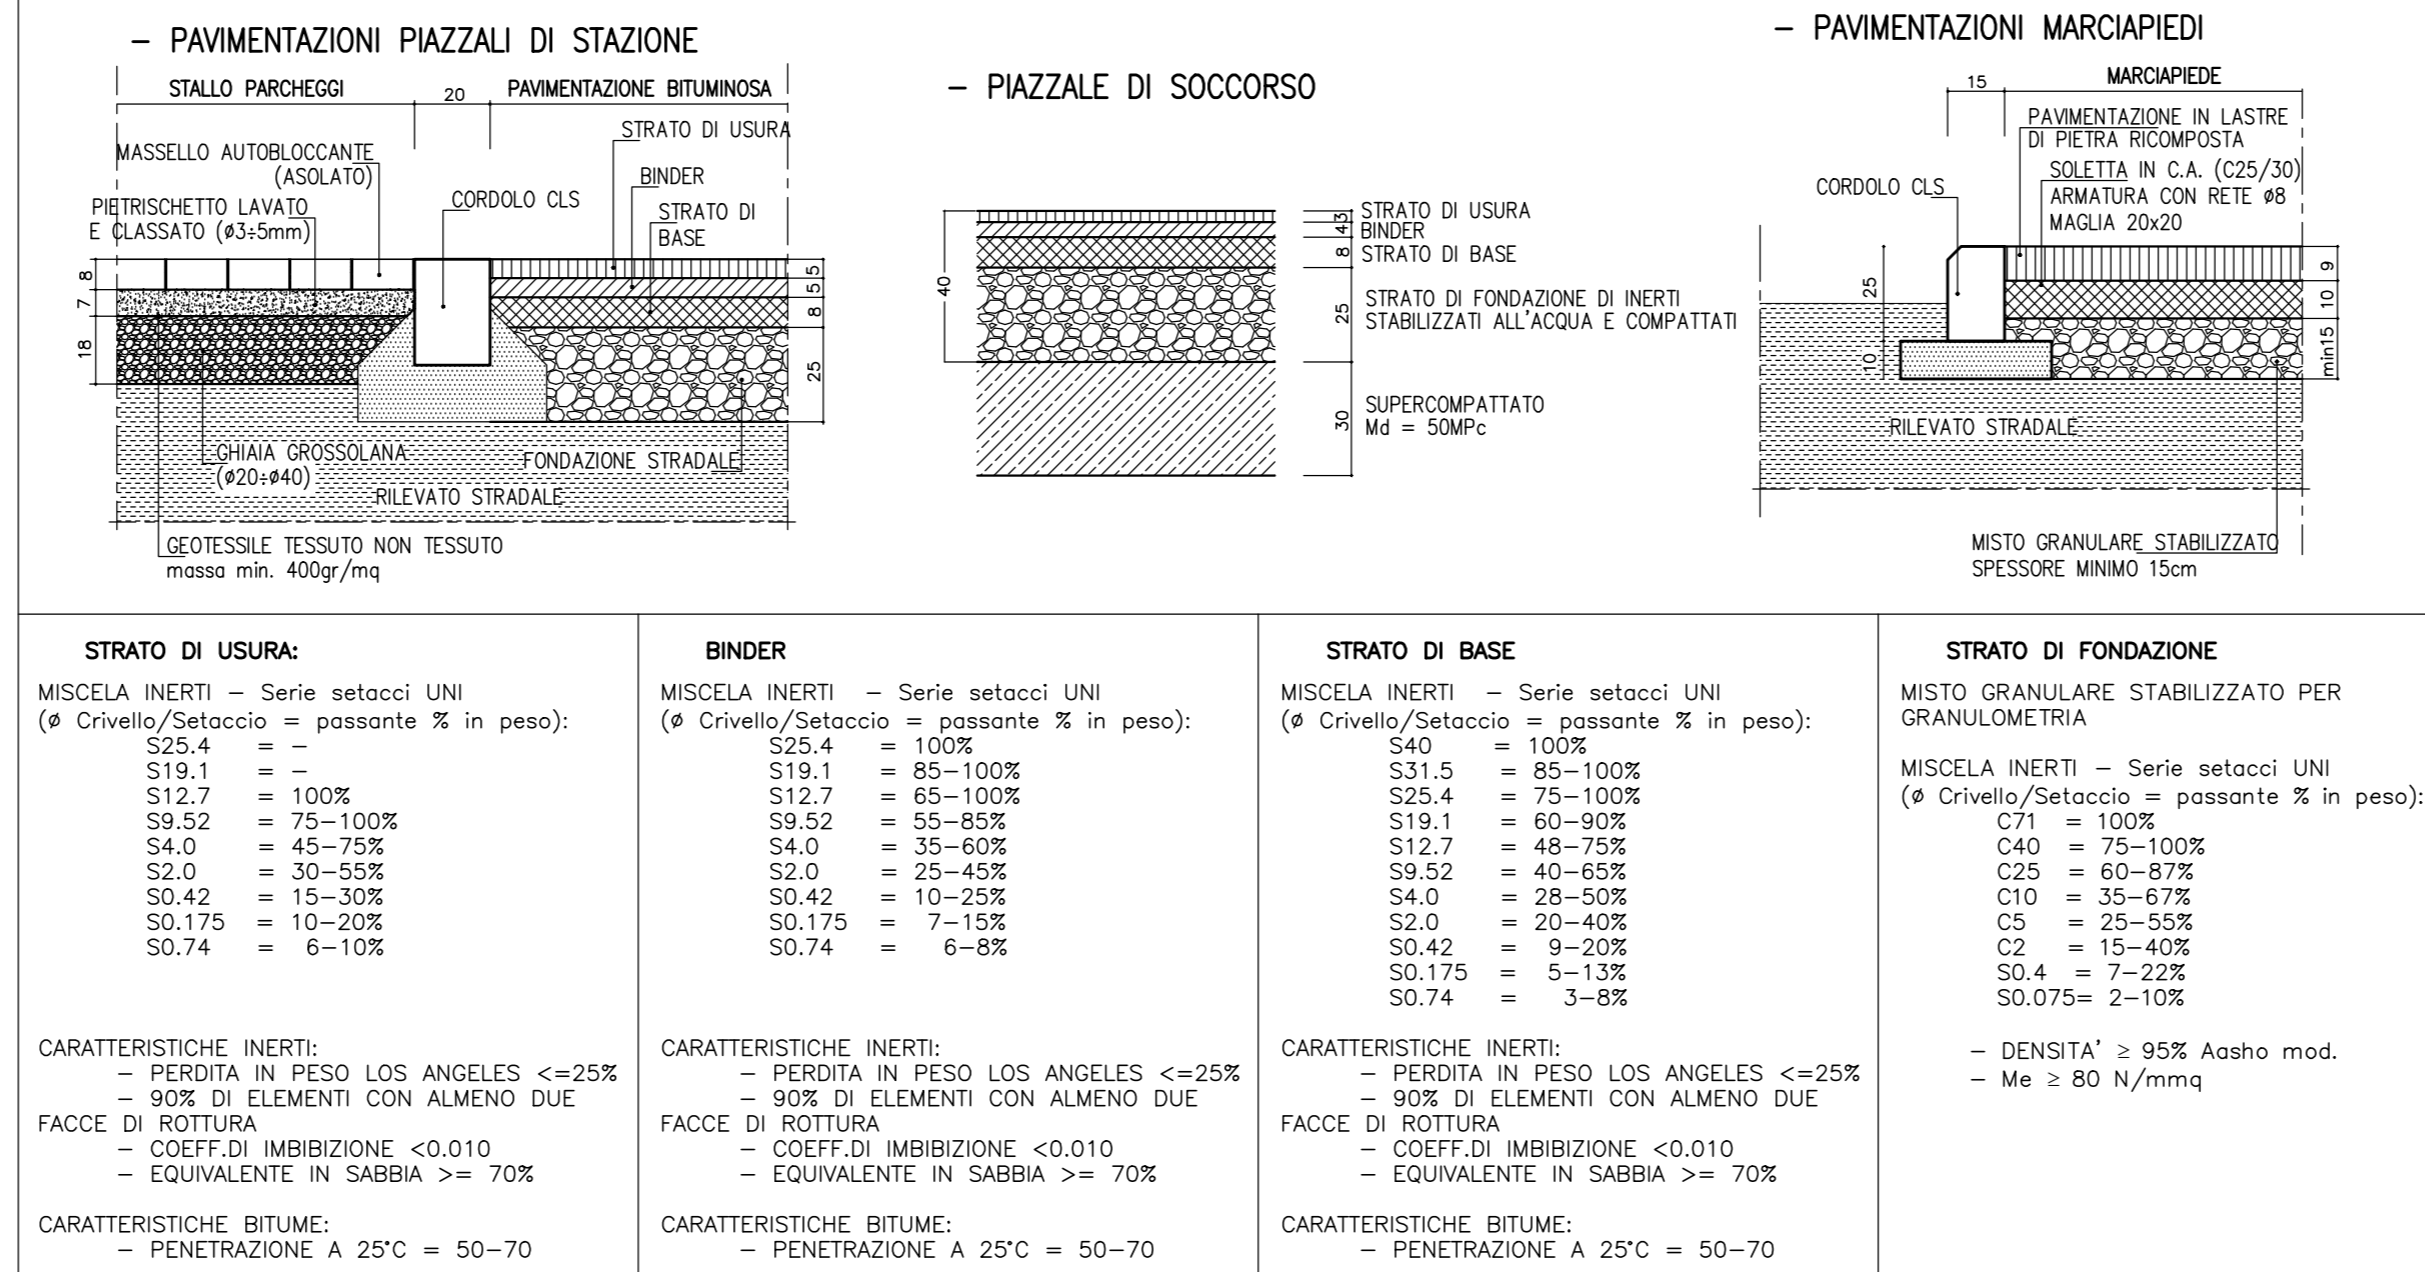 – PAVIMENTAZIONI PIAZZALI DI STAZIONE
STALLO PARCHEGGI
20
PAVIMENTAZIONE BITUMINOSA
STRATO DI USURA
MASSELLO AUTOBLOCCANTE
(ASOLATO)
BINDER
CORDOLO CLS
PIETRISCHETTO LAVATO
E CLASSATO (ø3÷5mm)
STRATO DI
BASE
8
7
18
5
5
8
25
GHIAIA GROSSOLANA
(ø20÷ø40)
FONDAZIONE STRADALE
RILEVATO STRADALE
GEOTESSILE TESSUTO NON TESSUTO
massa min. 400gr/mq
– PIAZZALE DI SOCCORSO
40
3
4
8
25
30
STRATO DI USURA
BINDER
STRATO DI BASE
STRATO DI FONDAZIONE DI INERTI
STABILIZZATI ALL'ACQUA E COMPATTATI
SUPERCOMPATTATO
Md = 50MPc
– PAVIMENTAZIONI MARCIAPIEDI
15
MARCIAPIEDE
PAVIMENTAZIONE IN LASTRE
DI PIETRA RICOMPOSTA
SOLETTA IN C.A. (C25/30)
ARMATURA CON RETE ø8
MAGLIA 20x20
CORDOLO CLS
25
10
9
10
min15
RILEVATO STRADALE
MISTO GRANULARE STABILIZZATO
SPESSORE MINIMO 15cm
STRATO DI USURA:
MISCELA INERTI – Serie setacci UNI
(ø Crivello/Setaccio = passante % in peso):
S25.4 = –
S19.1 = –
S12.7 = 100%
S9.52 = 75–100%
S4.0 = 45–75%
S2.0 = 30–55%
S0.42 = 15–30%
S0.175 = 10–20%
S0.74 = 6–10%
CARATTERISTICHE INERTI:
– PERDITA IN PESO LOS ANGELES <=25%
– 90% DI ELEMENTI CON ALMENO DUE
FACCE DI ROTTURA
– COEFF.DI IMBIBIZIONE <0.010
– EQUIVALENTE IN SABBIA >= 70%
CARATTERISTICHE BITUME:
– PENETRAZIONE A 25°C = 50–70
BINDER
MISCELA INERTI – Serie setacci UNI
(ø Crivello/Setaccio = passante % in peso):
S25.4 = 100%
S19.1 = 85–100%
S12.7 = 65–100%
S9.52 = 55–85%
S4.0 = 35–60%
S2.0 = 25–45%
S0.42 = 10–25%
S0.175 = 7–15%
S0.74 = 6–8%
CARATTERISTICHE INERTI:
– PERDITA IN PESO LOS ANGELES <=25%
– 90% DI ELEMENTI CON ALMENO DUE
FACCE DI ROTTURA
– COEFF.DI IMBIBIZIONE <0.010
– EQUIVALENTE IN SABBIA >= 70%
CARATTERISTICHE BITUME:
– PENETRAZIONE A 25°C = 50–70
STRATO DI BASE
MISCELA INERTI – Serie setacci UNI
(ø Crivello/Setaccio = passante % in peso):
S40 = 100%
S31.5 = 85–100%
S25.4 = 75–100%
S19.1 = 60–90%
S12.7 = 48–75%
S9.52 = 40–65%
S4.0 = 28–50%
S2.0 = 20–40%
S0.42 = 9–20%
S0.175 = 5–13%
S0.74 = 3–8%
CARATTERISTICHE INERTI:
– PERDITA IN PESO LOS ANGELES <=25%
– 90% DI ELEMENTI CON ALMENO DUE
FACCE DI ROTTURA
– COEFF.DI IMBIBIZIONE <0.010
– EQUIVALENTE IN SABBIA >= 70%
CARATTERISTICHE BITUME:
– PENETRAZIONE A 25°C = 50–70
STRATO DI FONDAZIONE
MISTO GRANULARE STABILIZZATO PER
GRANULOMETRIA
MISCELA INERTI – Serie setacci UNI
(ø Crivello/Setaccio = passante % in peso):
C71 = 100%
C40 = 75–100%
C25 = 60–87%
C10 = 35–67%
C5 = 25–55%
C2 = 15–40%
S0.4 = 7–22%
S0.075= 2–10%
– DENSITA' ≥ 95% Aasho mod.
– Me ≥ 80 N/mmq